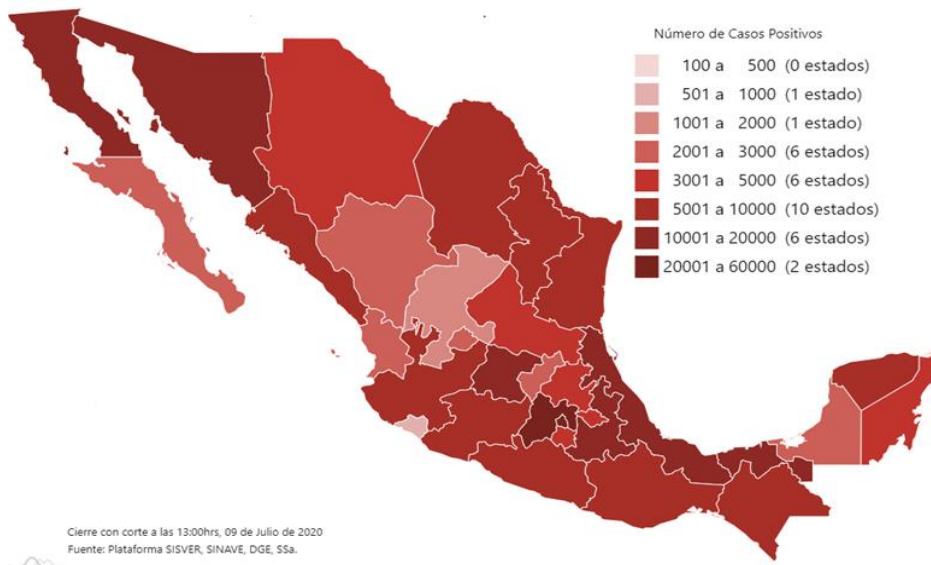 Número de Casos Positivos
100 a 500 (0 estados)
501 a 1000 (1 estado)
1001 a 2000 (1 estado)
2001 a 3000 (6 estados)
3001 a 5000 (6 estados)
5001 a 10000 (10 estados)
10001 a 20000 (6 estados)
20001 a 60000 (2 estados)
Cierre con corte a las 13:00hrs, 09 de Julio de 2020
Fuente: Plataforma SISVER, SINAVE, DGE, SSa.